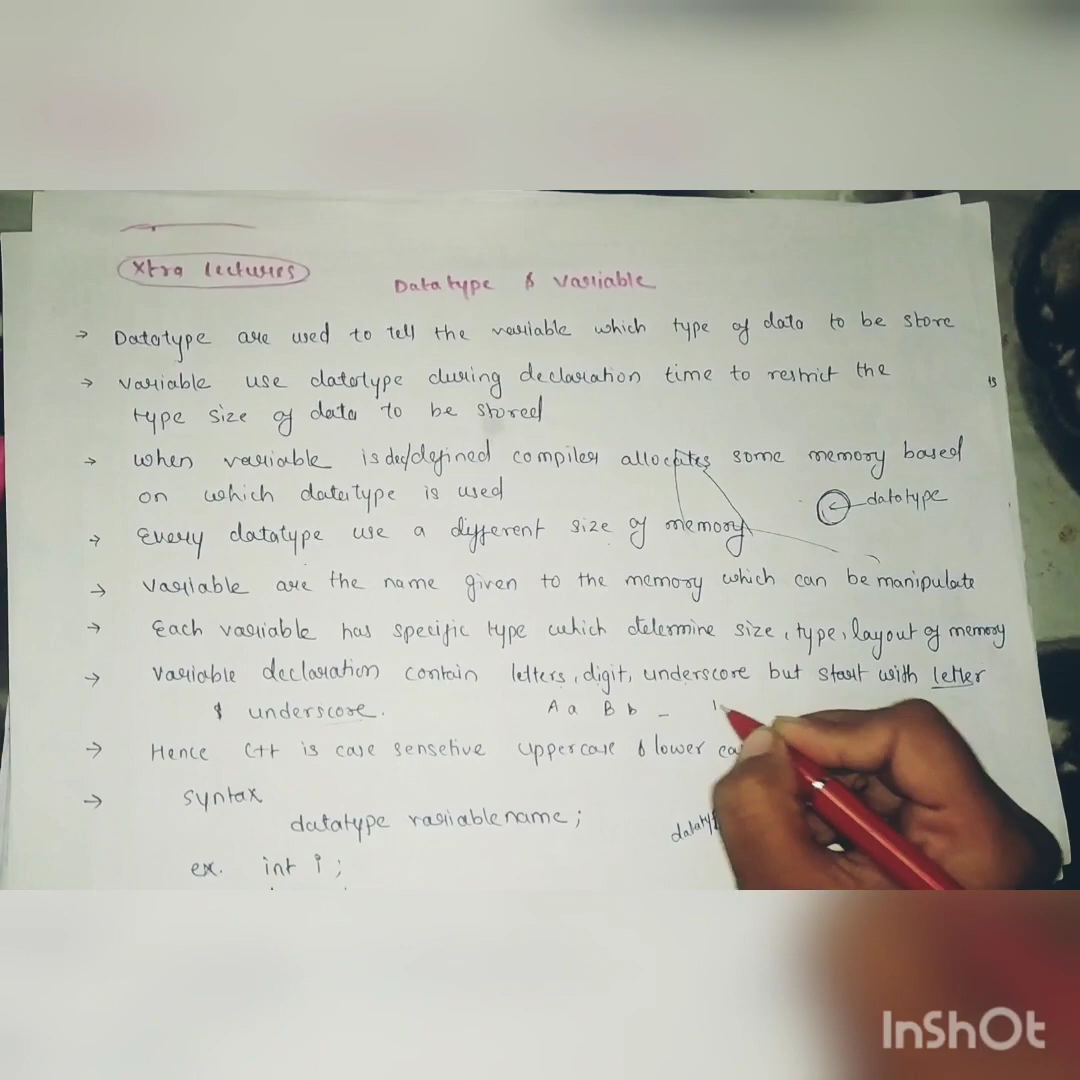 Xtra lectures
Datatype & variable
→ Datatype are used to tell the variable which type of data to be store
→ variable use datatype during declaration time to restrict the
type size of data to be stored
→ when variable is dec/defined compiler allocates some memory based
on which datatype is used
datatype
→ Every datatype use a different size of memory
→ variable are the name given to the memory which can be manipulate
→ Each variable has specific type which determine size, type, layout of memory
→ variable declaration contain letters, digit, underscore but start with letter
& underscore.
A a B b _
→ Hence C++ is case sensetive uppercase & lower
→ syntax
datatype variablename;
ex. int i;
InShOt